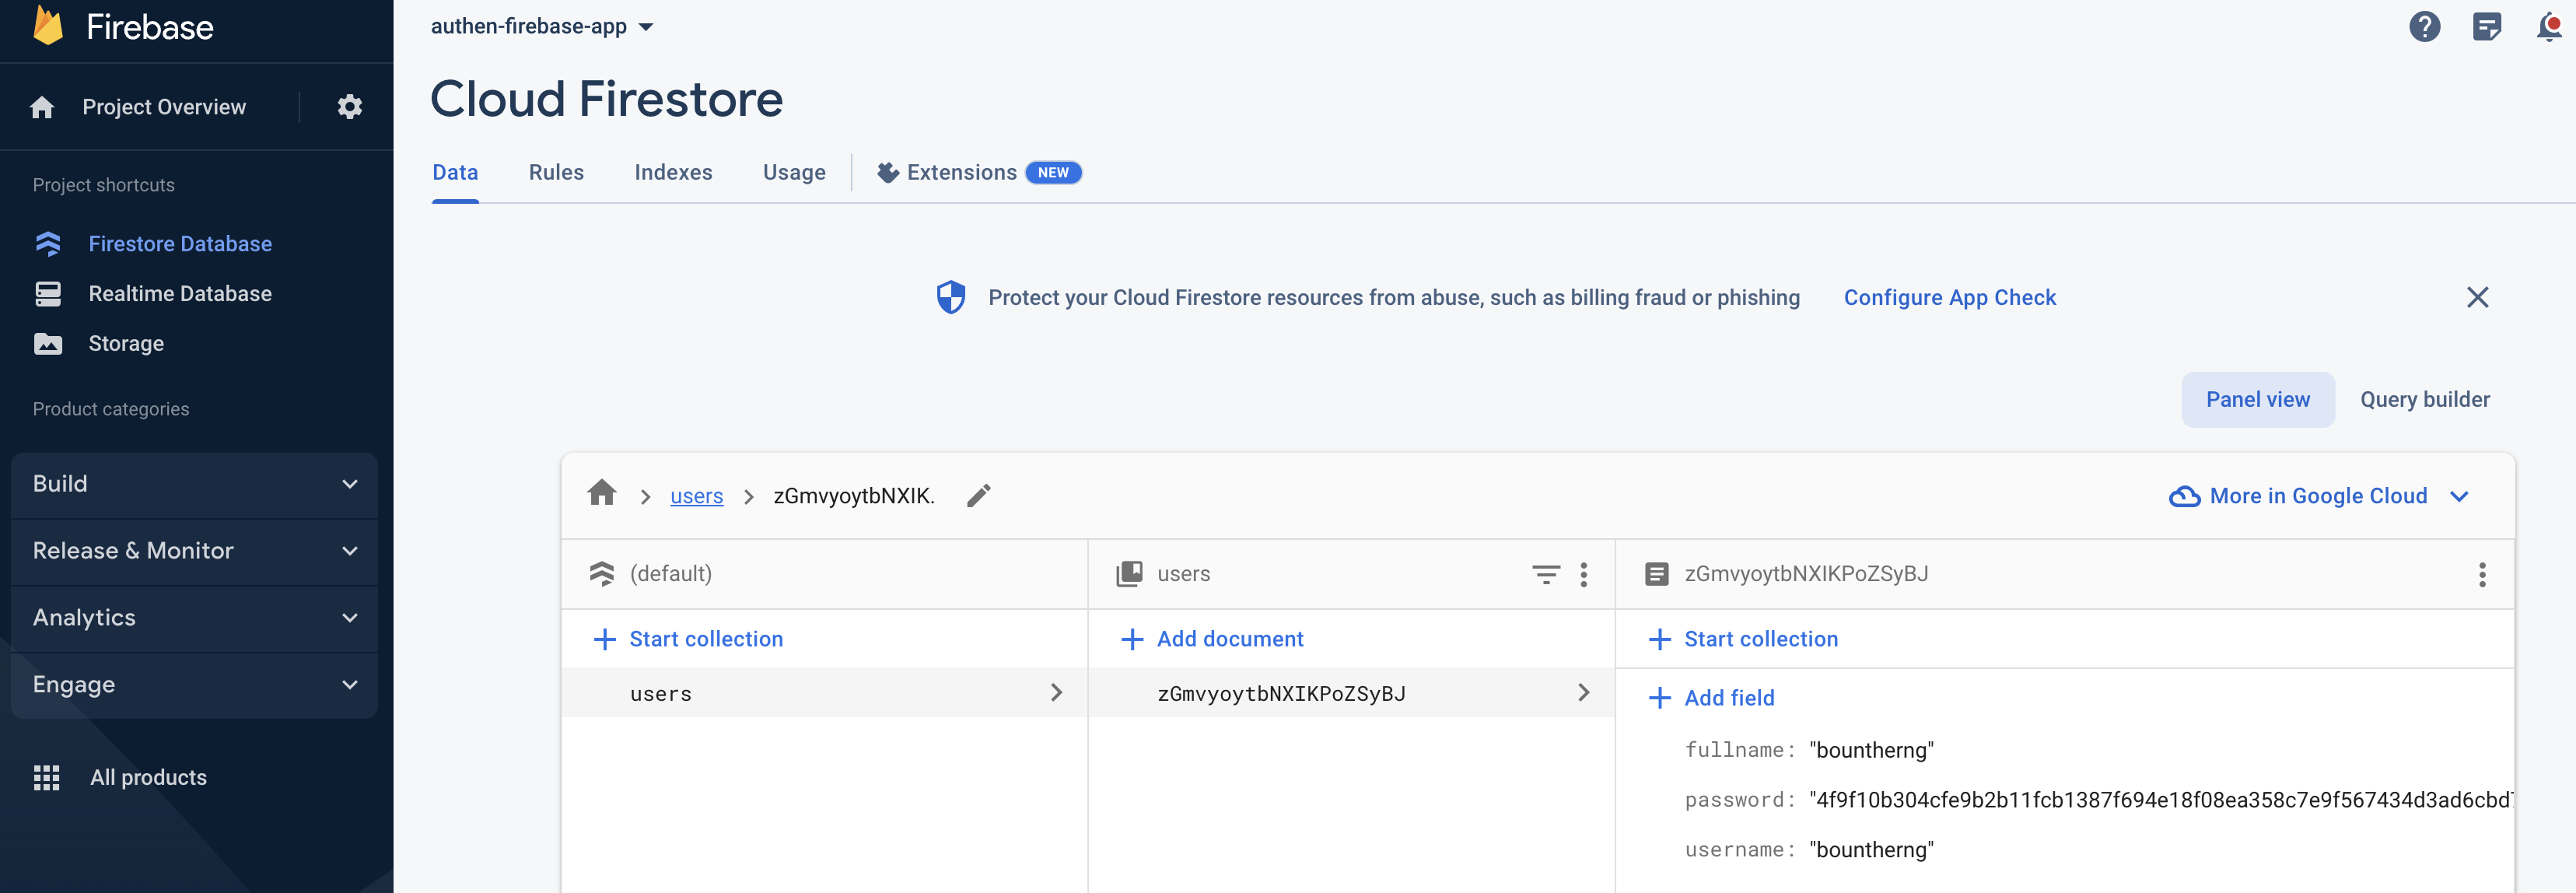 Firebase
Project Overview
Project shortcuts
Firestore Database
Realtime Database
Storage
Product categories
Build
Release & Monitor
Analytics
Engage
All products
authen-firebase-app
Cloud Firestore
Data Rules Indexes Usage Extensions NEW
Protect your Cloud Firestore resources from abuse, such as billing fraud or phishing Configure App Check
Panel view Query builder
users zGmvyoytbNXIK. More in Google Cloud
(default) users zGmvyoytbNXIKPoZSyBJ
Start collection Add document Start collection
users zGmvyoytbNXIKPoZSyBJ
Add field
fullname: "bountherng"
password: "4f9f10b304cfe9b2b11fcb1387f694e18f08ea358c7e9f567434d3ad6cbd
username: "bountherng"